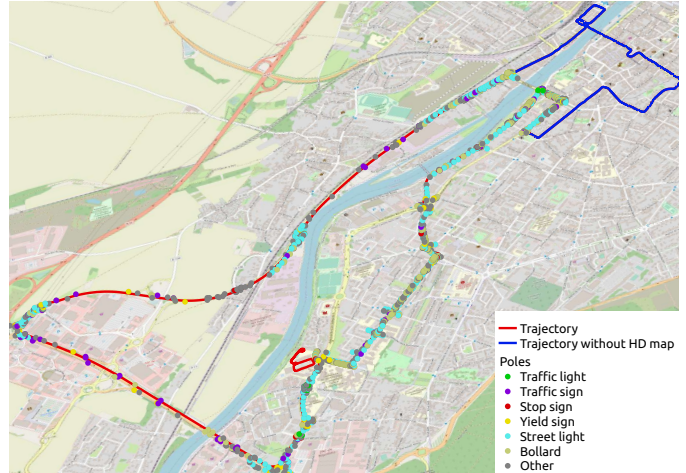 Trajectory
Trajectory without HD map
Poles
Traffic light
Traffic sign
Stop sign
Yield sign
Street light
Bollard
Other